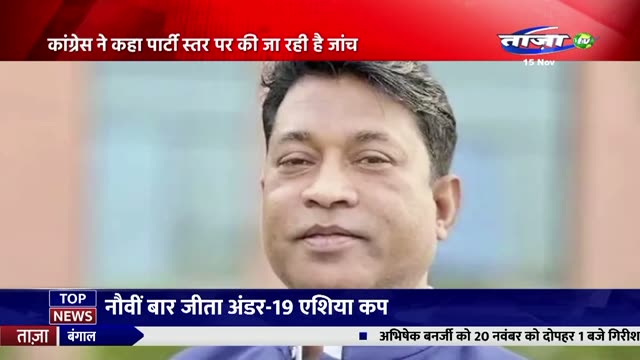 कांग्रेस ने कहा पार्टी स्तर पर की जा रही है जांच
ताज़ा tv
15 Nov
TOP NEWS
नौवीं बार जीता अंडर-19 एशिया कप
ताज़ा बंगाल
अभिषेक बनर्जी को 20 नवंबर को दोपहर 1 बजे गिरीश